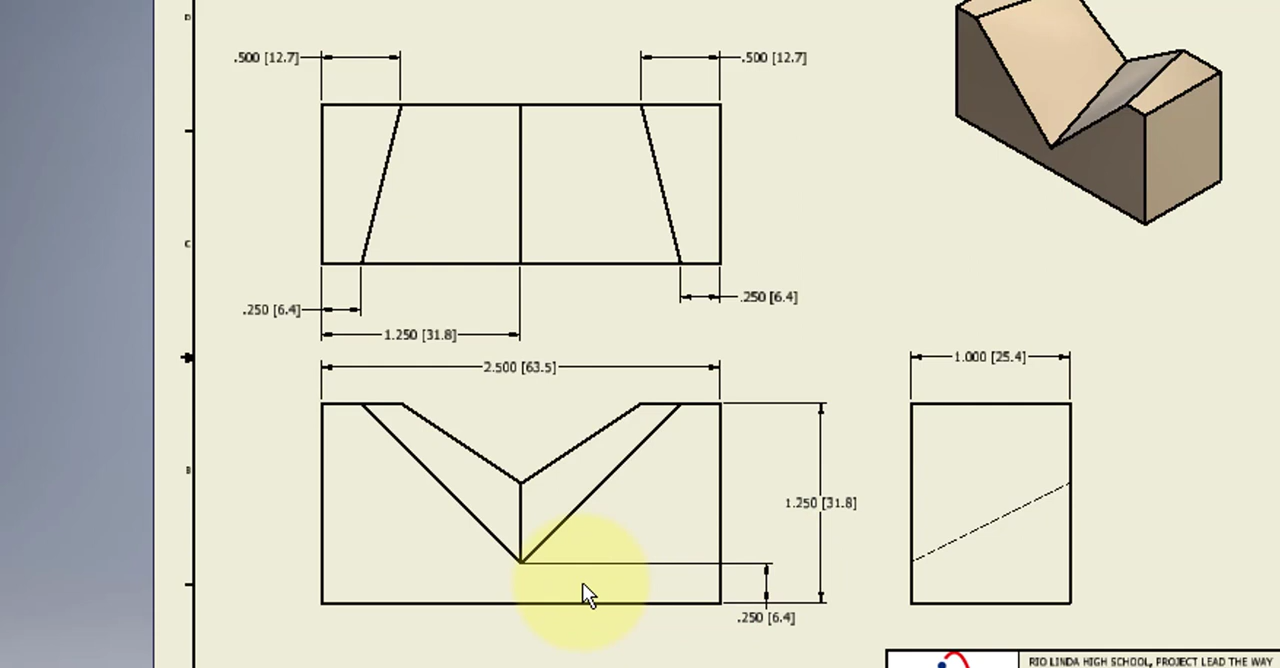 D
.500 [12.7]
.500 [12.7]
C
.250 [6.4]
.250 [6.4]
1.250 [31.8]
2.500 [63.5]
1.000 [25.4]
B
1.250 [31.8]
.250 [6.4]
RIO LINDA HIGH SCHOOL, PROJECT LEAD THE WAY